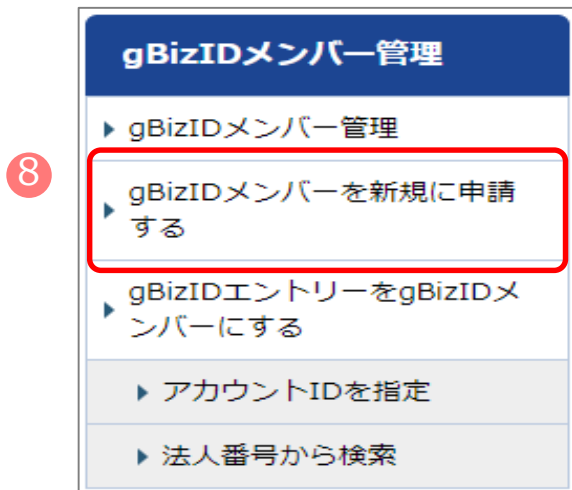 gBizIDメンバー管理
gBizIDメンバー管理
8
gBizIDメンバーを新規に申請
する
gBizIDエントリーをgBizIDメ
ンバーにする
アカウントIDを指定
法人番号から検索